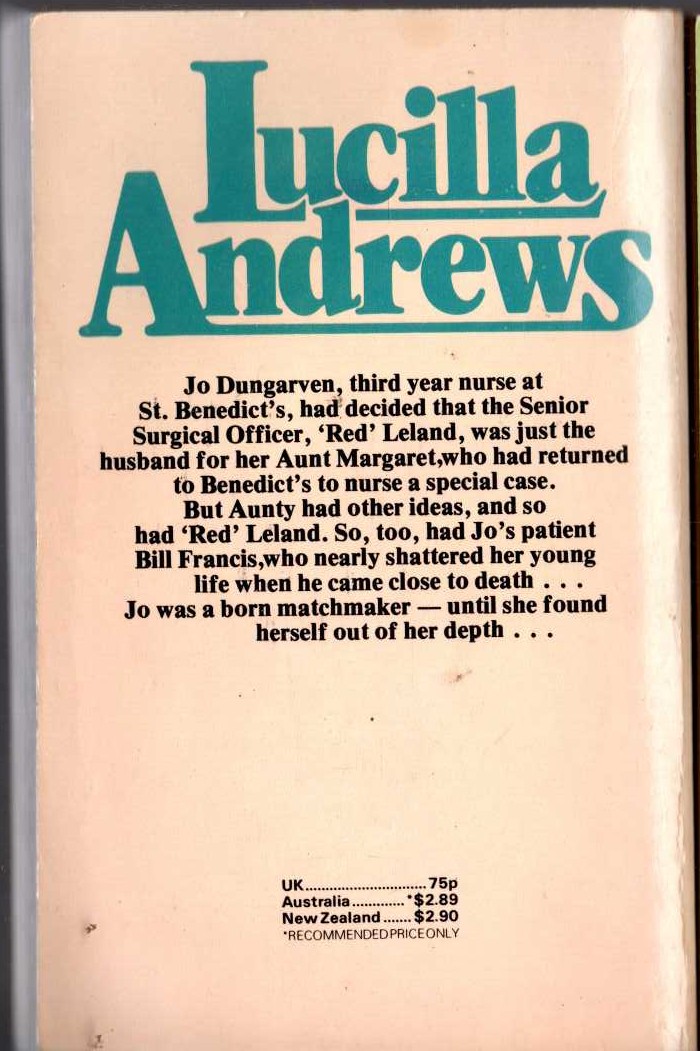 Lucilla
Andrews
Jo Dungarven, third year nurse at
St. Benedict's, had decided that the Senior
Surgical Officer, 'Red' Leland, was just the
husband for her Aunt Margaret,who had returned
to Benedict's to nurse a special case.
But Aunty had other ideas, and so
had 'Red' Leland. So, too, had Jo's patient
Bill Francis,who nearly shattered her young
life when he came close to death . . .
Jo was a born matchmaker — until she found
herself out of her depth . . .
UK.............................. 75p
Australia............. *$2.89
New Zealand ....... $2.90
*RECOMMENDED PRICE ONLY